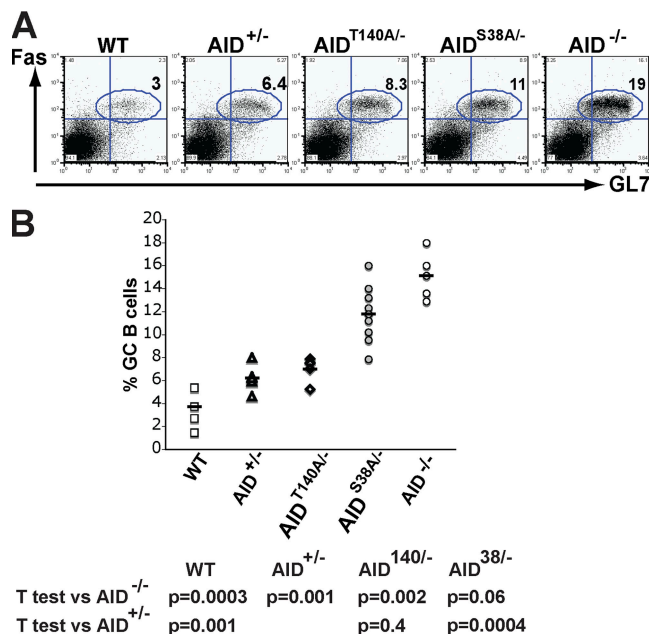 A
WT AID+/- AIDT140A/- AIDS38A/- AID-/-
Fas
3 6.4 8.3 11 19
GL7
B
% GC B cells
20
18
16
14
12
10
8
6
4
2
0
WT AID+/- AIDT140A/- AIDS38A/- AID-/-
WT AID+/- AID140/- AID38/-
T test vs AID-/- p=0.0003 p=0.001 p=0.002 p=0.06
T test vs AID+/- p=0.001 p=0.4 p=0.0004